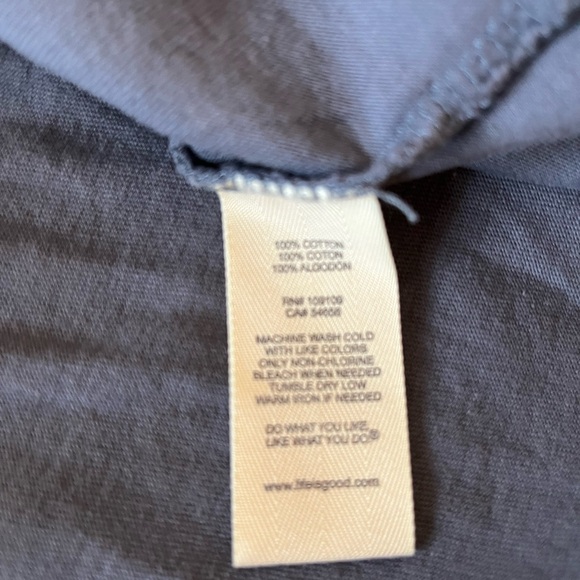 100% COTTON
100% COTON
100% ALGODÓN
RN# 109109
CA# 54656
MACHINE WASH COLD
WITH LIKE COLORS
ONLY NON-CHLORINE
BLEACH WHEN NEEDED
TUMBLE DRY LOW
WARM IRON IF NEEDED
DO WHAT YOU LIKE.
LIKE WHAT YOU DO.®
www.lifeisgood.com